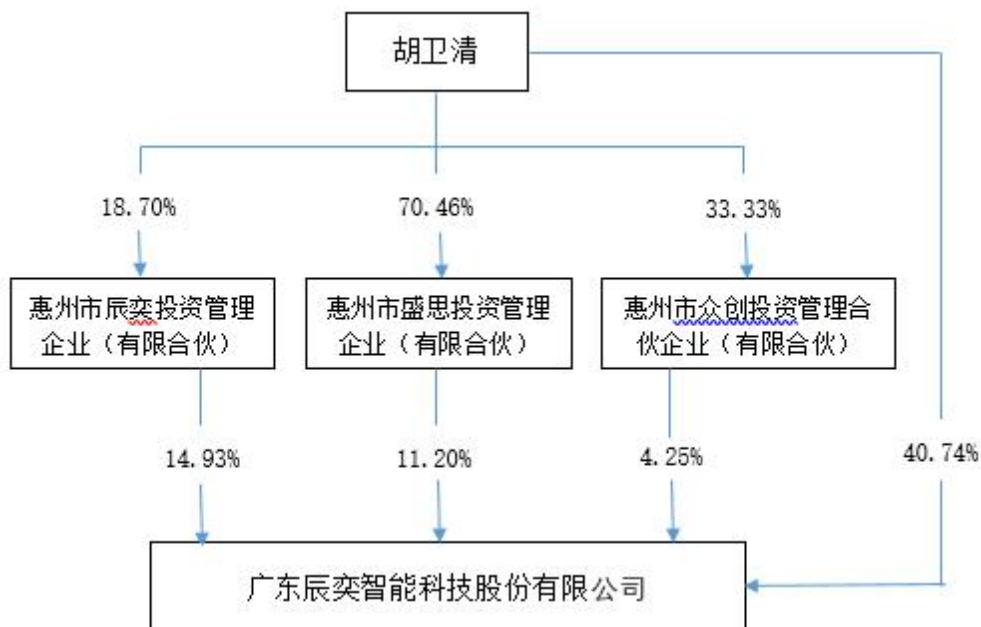 胡卫清
18.70%
70.46%
33.33%
惠州市辰奕投资管理
企业（有限合伙）
惠州市盛思投资管理
企业（有限合伙）
惠州市众创投资管理合
伙企业（有限合伙）
14.93%
11.20%
4.25%
40.74%
广东辰奕智能科技股份有限公司